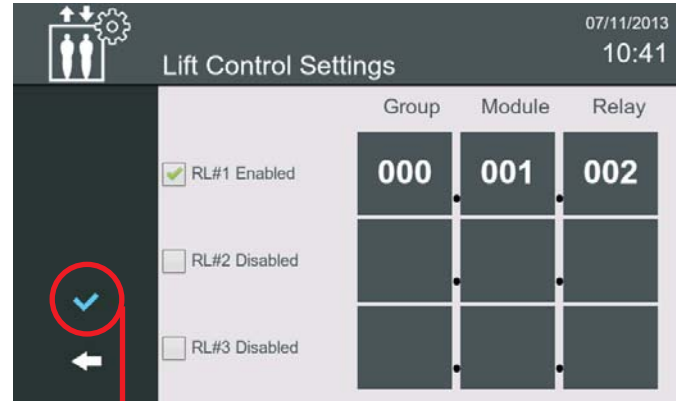 07/11/2013
10:41
Lift Control Settings
Group Module Relay
RL#1 Enabled 000.001.002
RL#2 Disabled . .
RL#3 Disabled . .